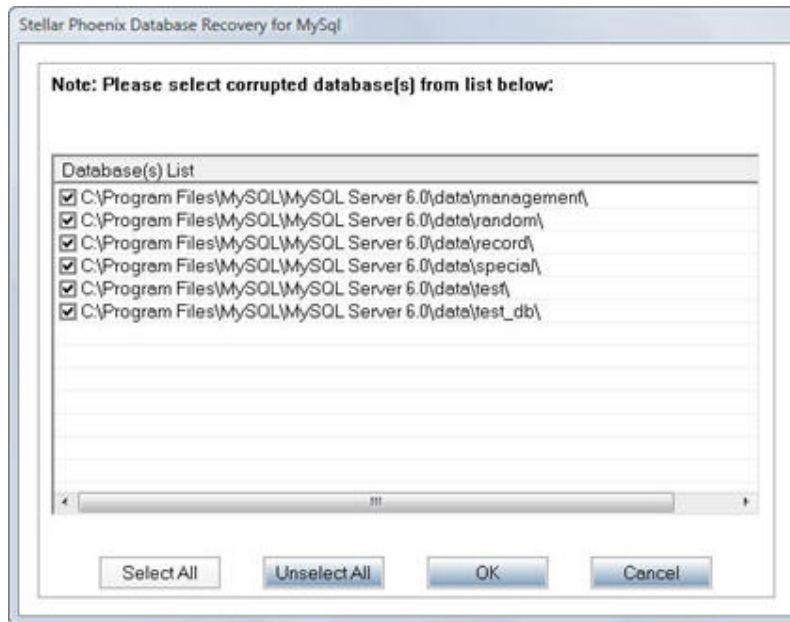 Stellar Phoenix Database Recovery for MySql
Note: Please select corrupted database(s) from list below:
Database(s) List
C:\Program Files\MySQL\MySQL Server 6.0\data\management\
C:\Program Files\MySQL\MySQL Server 6.0\data\random\
C:\Program Files\MySQL\MySQL Server 6.0\data\record\
C:\Program Files\MySQL\MySQL Server 6.0\data\special\
C:\Program Files\MySQL\MySQL Server 6.0\data\test\
C:\Program Files\MySQL\MySQL Server 6.0\data\test_db\
Select All Unselect All OK Cancel